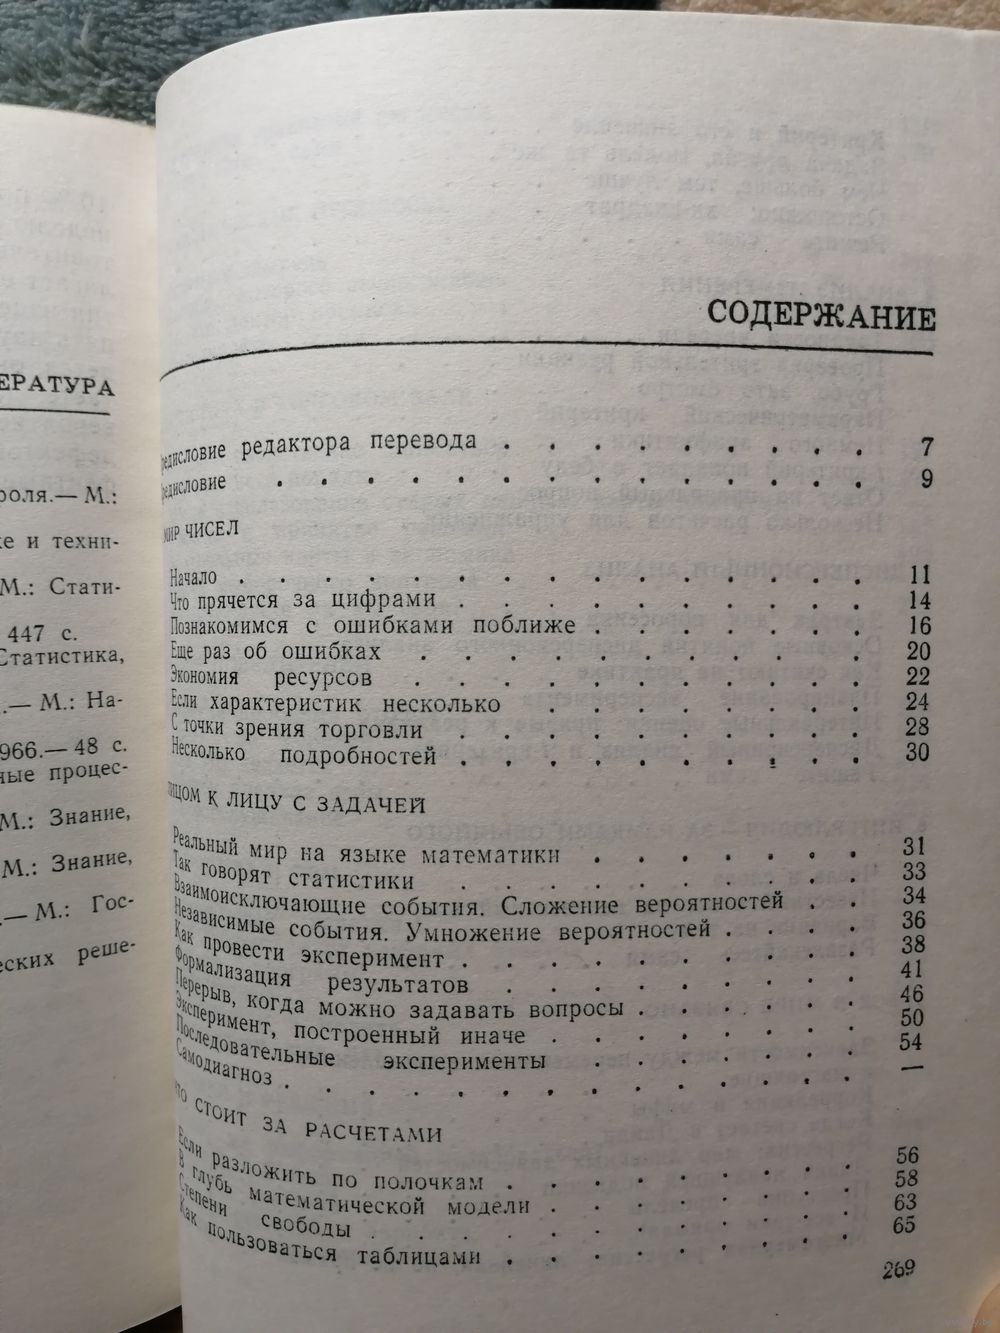 ЕРАТУРА
роля.— М.:
ке и техни-
М.: Стати-
447 с.
Статистика,
.— М.: На-
966.— 48 с.
ные процес-
М.: Знание,
М.: Знание,
.— М.: Гос-
еских реше-
СОДЕРЖАНИЕ
редисловие редактора перевода . . . . . . . . . 7
редисловие . . . . . . . . . . . . . . 9
МИР ЧИСЕЛ
Начало . . . . . . . . . . . . . . . 11
Что прячется за цифрами . . . . . . . . . . 14
Познакомимся с ошибками поближе . . . . . . . 16
Еще раз об ошибках . . . . . . . . . . . 20
Экономия ресурсов . . . . . . . . . . . 22
Если характеристик несколько . . . . . . . . 24
С точки зрения торговли . . . . . . . . . . 28
Несколько подробностей . . . . . . . . . . 30
ЛИЦОМ К ЛИЦУ С ЗАДАЧЕЙ
Реальный мир на языке математики . . . . . . . 31
Так говорят статистики . . . . . . . . . . 33
Взаимоисключающие события. Сложение вероятностей . . 34
Независимые события. Умножение вероятностей . . . . 36
Как провести эксперимент . . . . . . . . . . 38
Формализация результатов . . . . . . . . . 41
Перерыв, когда можно задавать вопросы . . . . . . 46
Эксперимент, построенный иначе . . . . . . . . 50
Последовательные эксперименты . . . . . . . 54
Самодиагноз . . . . . . . . . . . . . —
ЧТО СТОИТ ЗА РАСЧЕТАМИ
Если разложить по полочкам . . . . . . . . . 56
В глубь математической модели . . . . . . . . 58
Степени свободы . . . . . . . . . . . . 63
Как пользоваться таблицами . . . . . . . . . 65
269